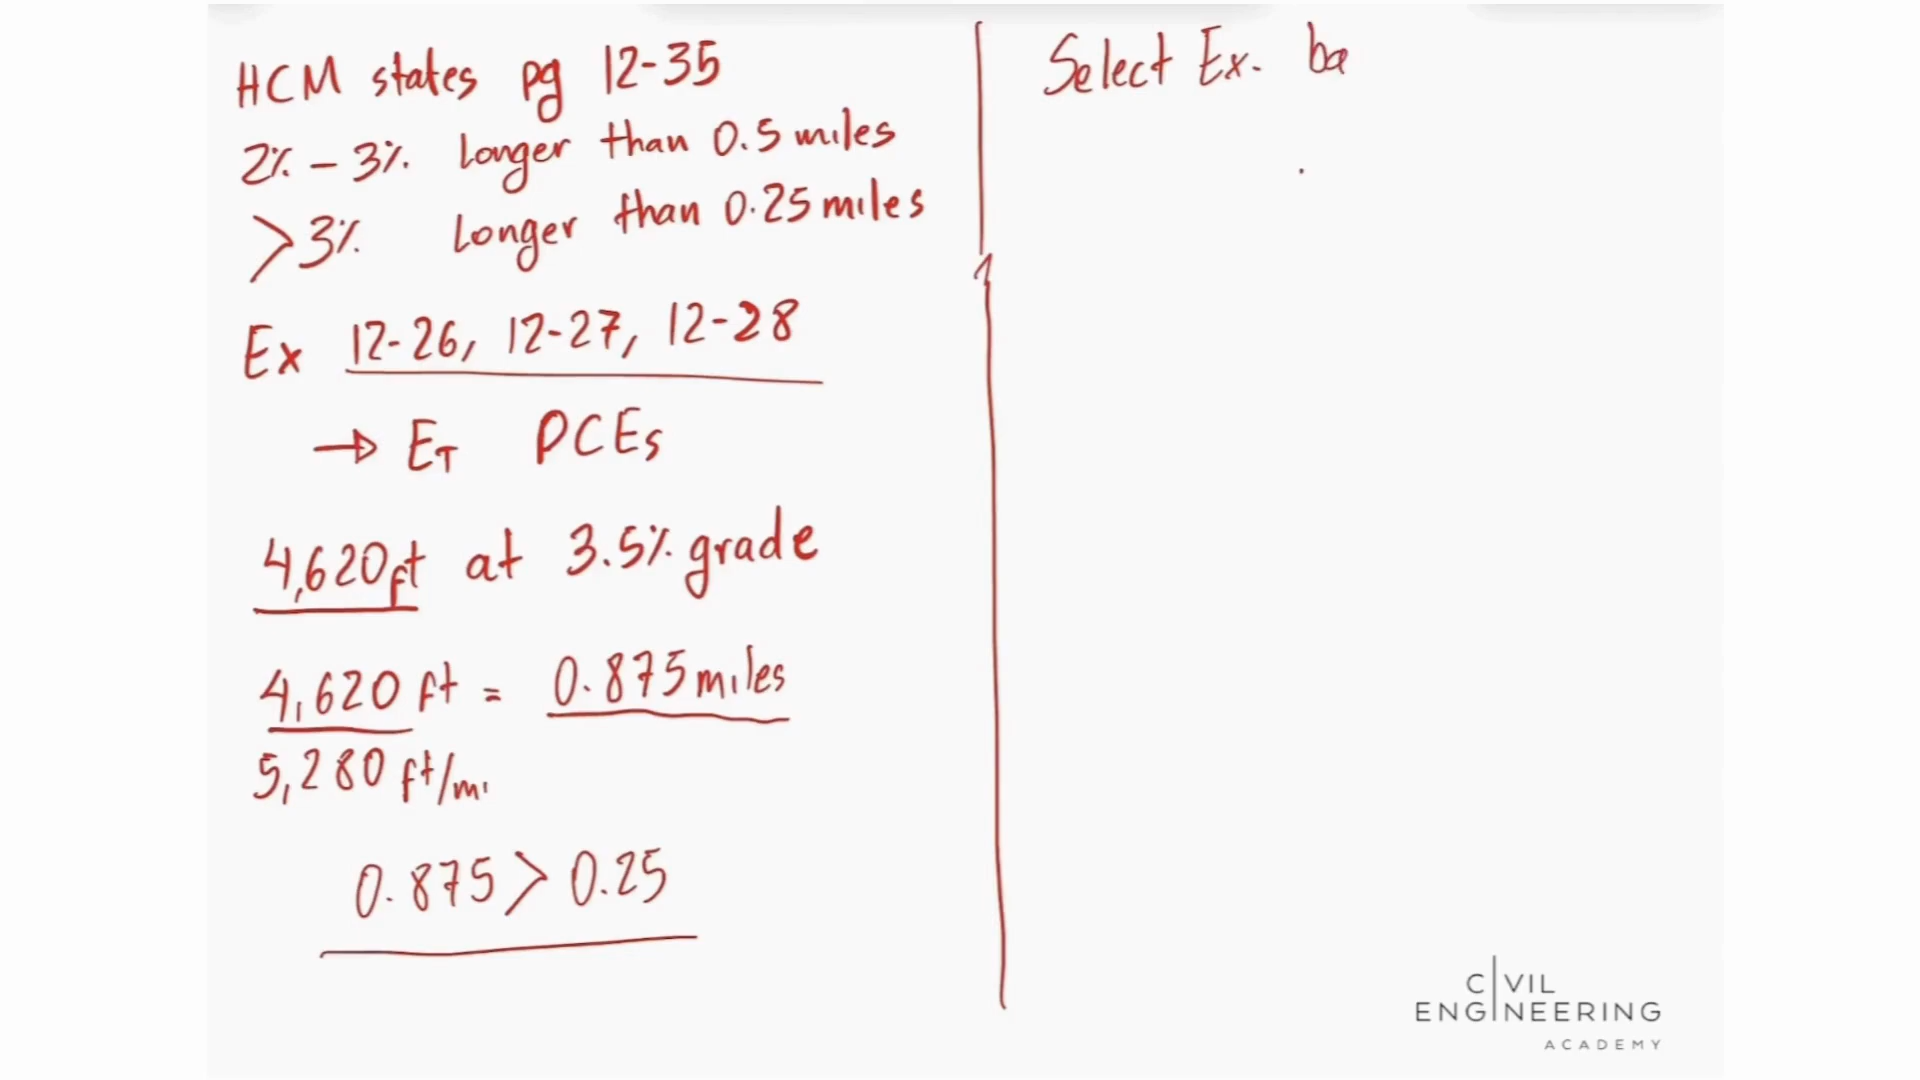 HCM states pg 12-35
2% - 3% Longer than 0.5 miles
>3% Longer than 0.25 miles
Ex 12-26, 12-27, 12-28
→ ET PCEs
4,620ft at 3.5% grade
4,620 ft = 0.875 miles
5,280 ft/mi
0.875 > 0.25
Select Ex. ba
CIVIL
ENGINEERING
ACADEMY